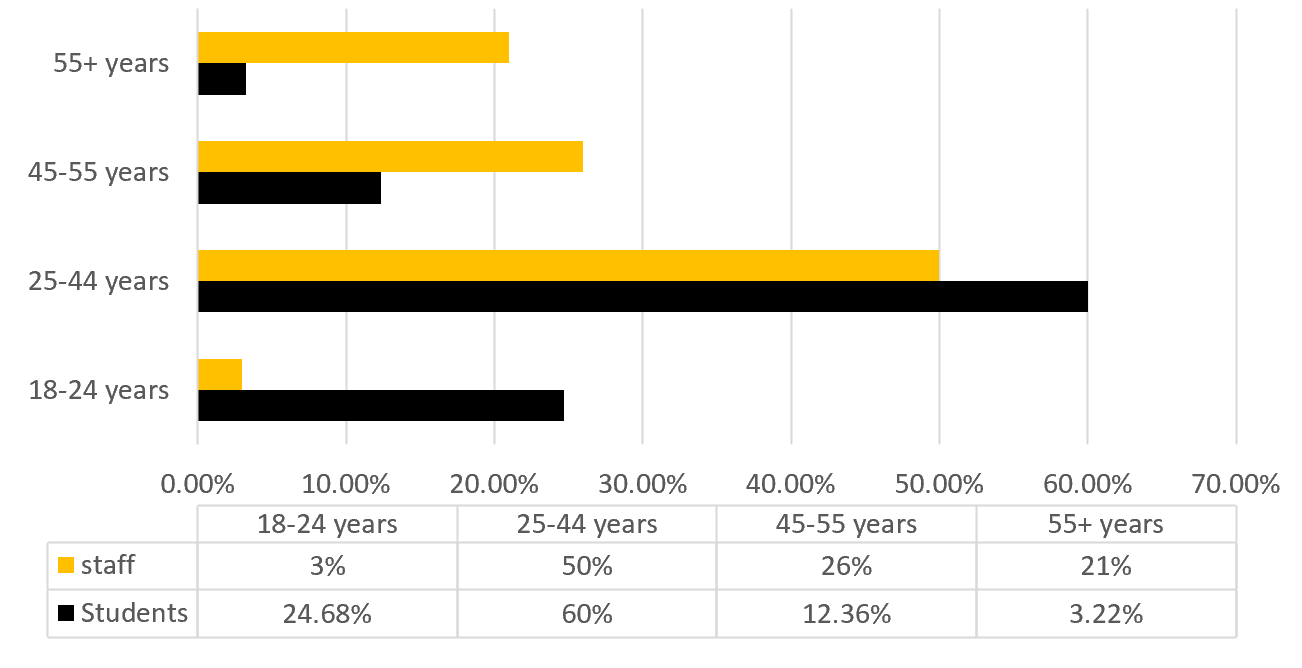 55+ years
45-55 years
25-44 years
18-24 years
0.00% 10.00% 20.00% 30.00% 40.00% 50.00% 60.00% 70.00%
18-24 years 25-44 years 45-55 years 55+ years
staff 3% 50% 26% 21%
Students 24.68% 60% 12.36% 3.22%